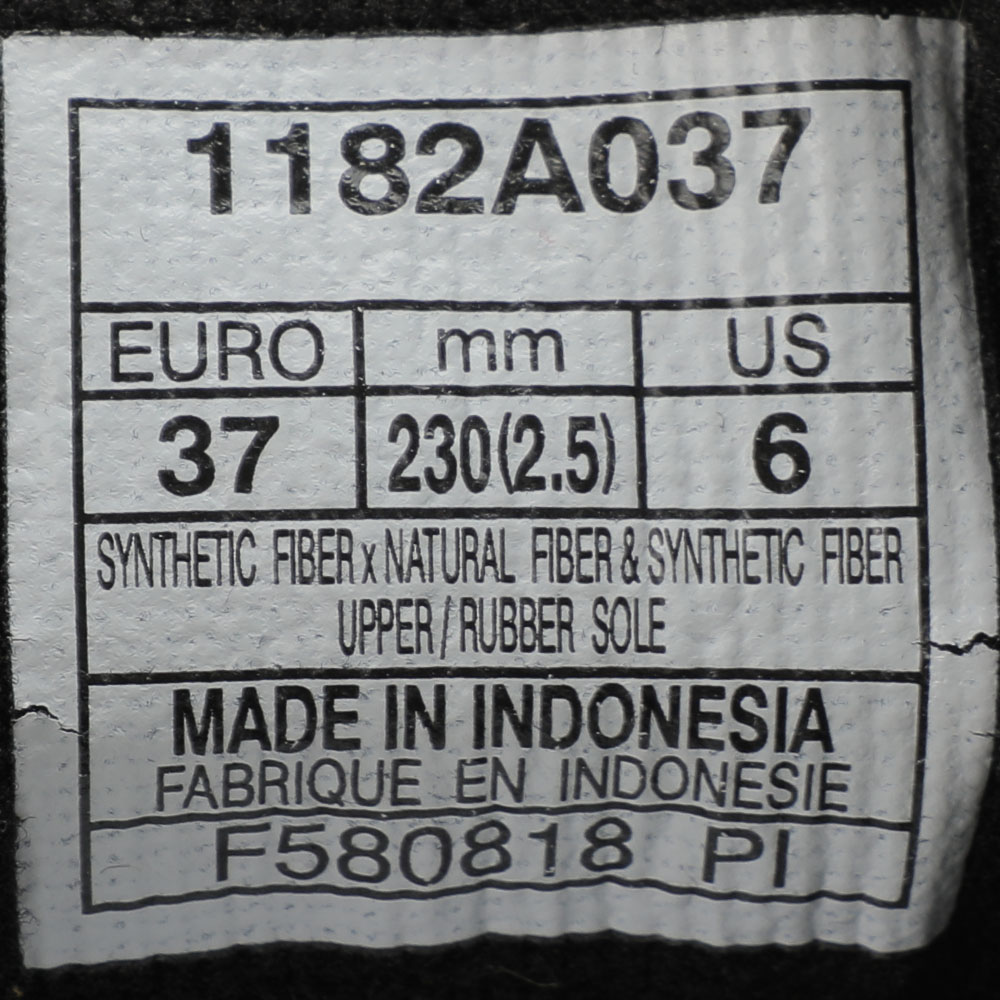 1182A037
EURO mm US
37 230(2.5) 6
SYNTHETIC FIBER x NATURAL FIBER & SYNTHETIC FIBER
UPPER / RUBBER SOLE
MADE IN INDONESIA
FABRIQUE EN INDONESIE
F580818 PI